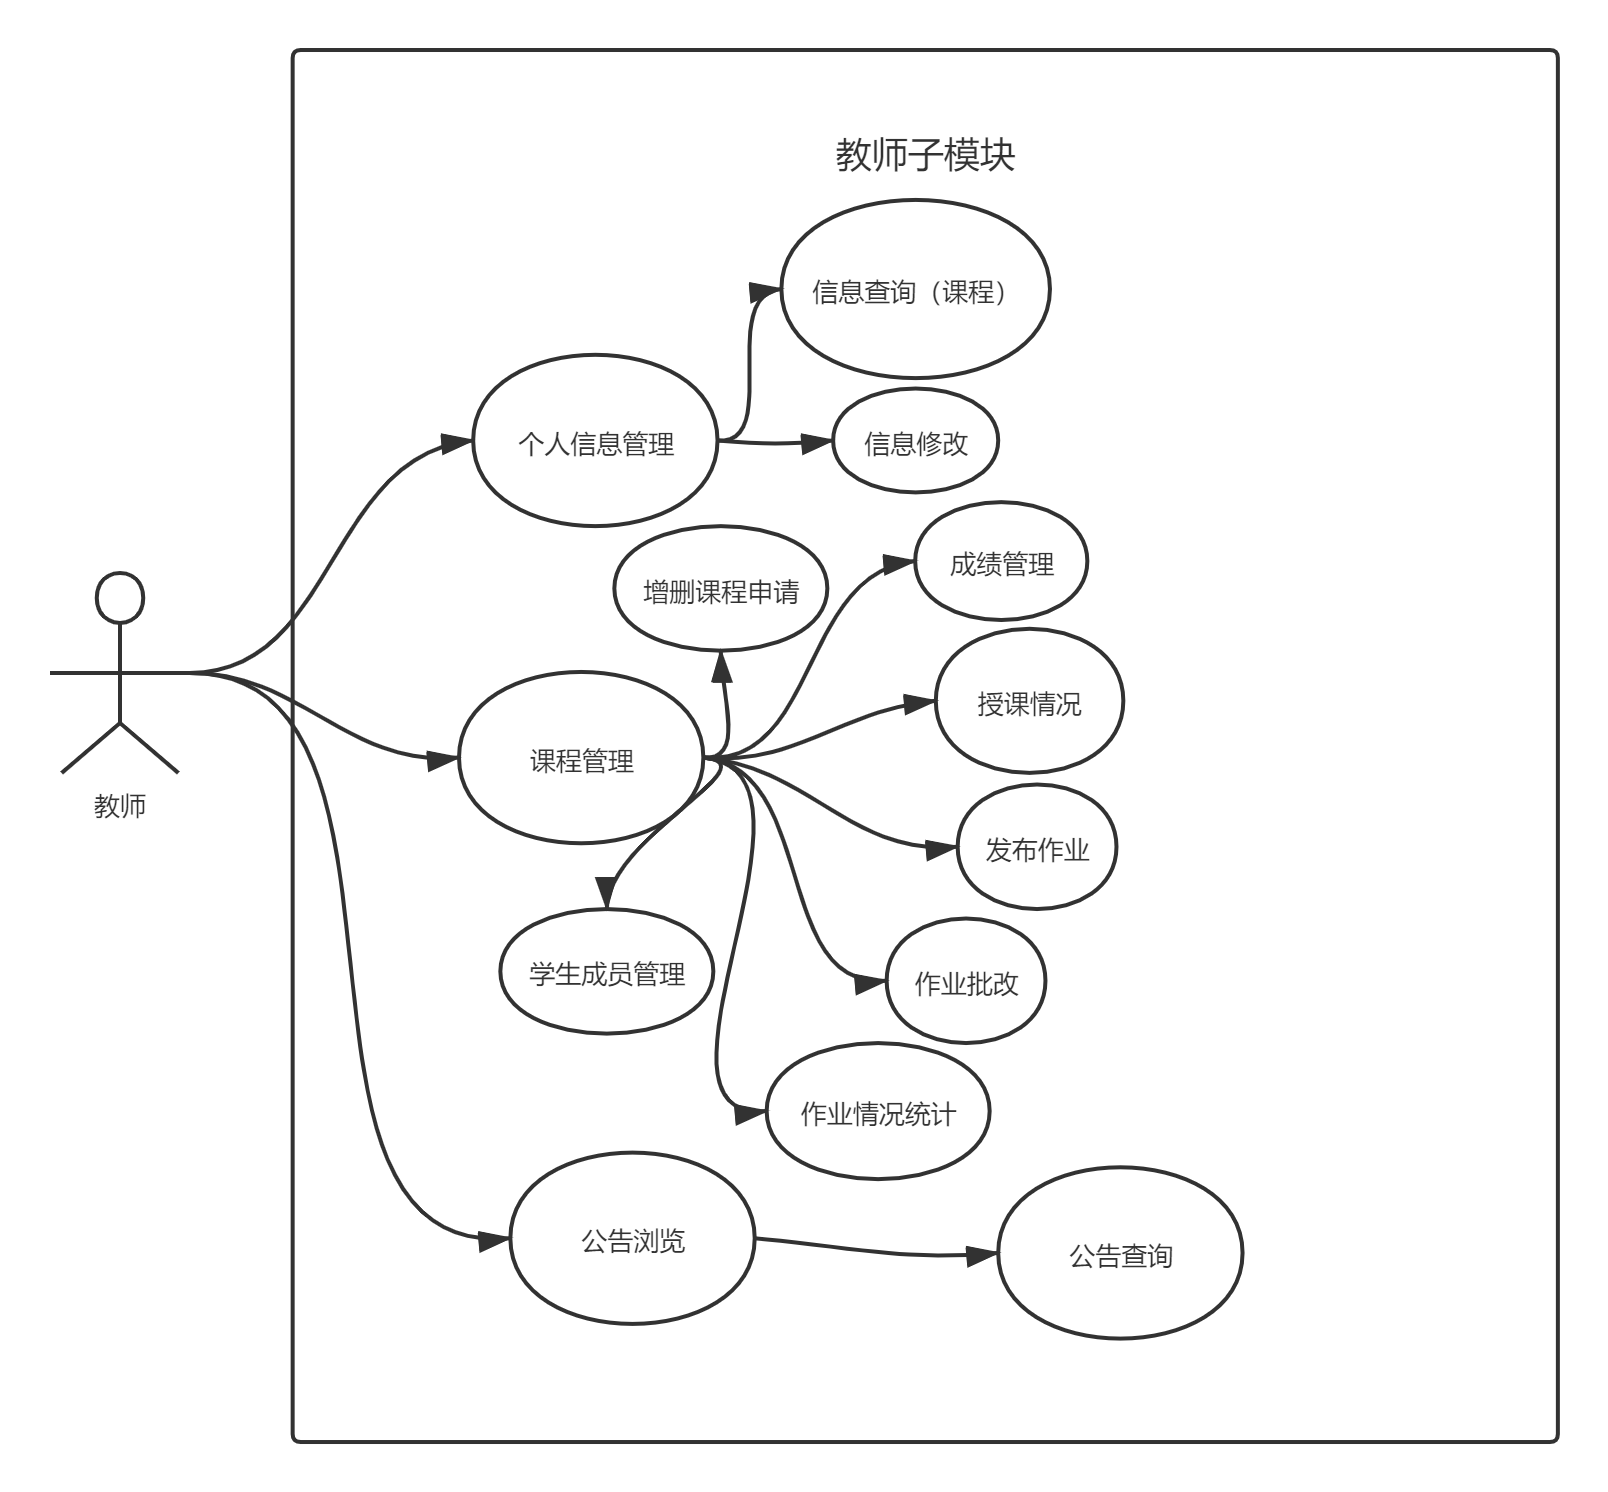 教师子模块
信息查询（课程）
个人信息管理
信息修改
成绩管理
增删课程申请
授课情况
课程管理
教师
发布作业
学生成员管理
作业批改
作业情况统计
公告浏览
公告查询